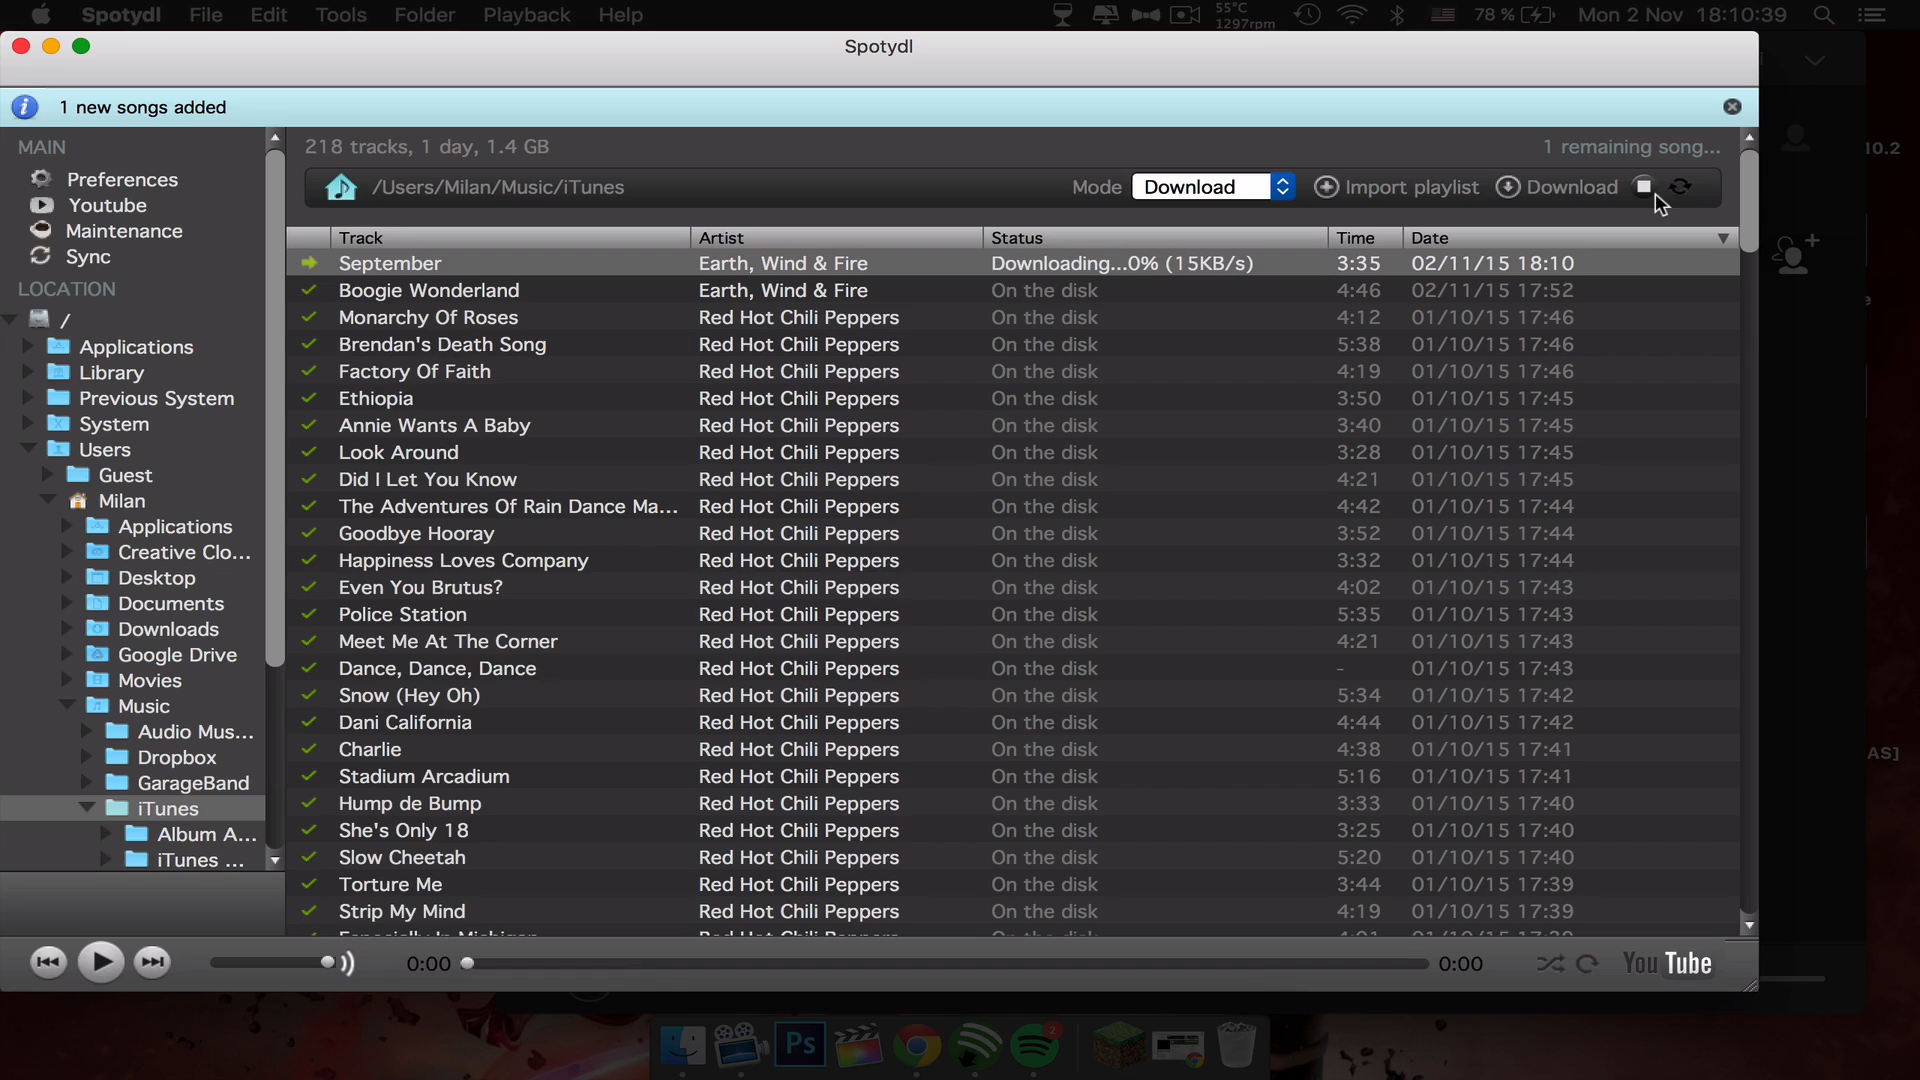 Spotydl File Edit Tools Folder Playback Help 55°C 1297rpm 78 % Mon 2 Nov 18:10:39
Spotydl
1 new songs added
218 tracks, 1 day, 1.4 GB 1 remaining song...
/Users/Milan/Music/iTunes Mode Download Import playlist Download
MAIN
Preferences
Youtube
Maintenance
Sync
LOCATION
/
Applications
Library
Previous System
System
Users
Guest
Milan
Applications
Creative Clo...
Desktop
Documents
Downloads
Google Drive
Movies
Music
Audio Mus...
Dropbox
GarageBand
iTunes
Album A...
iTunes ...
Track Artist Status Time Date
September Earth, Wind & Fire Downloading...0% (15KB/s) 3:35 02/11/15 18:10
Boogie Wonderland Earth, Wind & Fire On the disk 4:46 02/11/15 17:52
Monarchy Of Roses Red Hot Chili Peppers On the disk 4:12 01/10/15 17:46
Brendan's Death Song Red Hot Chili Peppers On the disk 5:38 01/10/15 17:46
Factory Of Faith Red Hot Chili Peppers On the disk 4:19 01/10/15 17:46
Ethiopia Red Hot Chili Peppers On the disk 3:50 01/10/15 17:45
Annie Wants A Baby Red Hot Chili Peppers On the disk 3:40 01/10/15 17:45
Look Around Red Hot Chili Peppers On the disk 3:28 01/10/15 17:45
Did I Let You Know Red Hot Chili Peppers On the disk 4:21 01/10/15 17:45
The Adventures Of Rain Dance Ma... Red Hot Chili Peppers On the disk 4:42 01/10/15 17:44
Goodbye Hooray Red Hot Chili Peppers On the disk 3:52 01/10/15 17:44
Happiness Loves Company Red Hot Chili Peppers On the disk 3:32 01/10/15 17:44
Even You Brutus? Red Hot Chili Peppers On the disk 4:02 01/10/15 17:43
Police Station Red Hot Chili Peppers On the disk 5:35 01/10/15 17:43
Meet Me At The Corner Red Hot Chili Peppers On the disk 4:21 01/10/15 17:43
Dance, Dance, Dance Red Hot Chili Peppers On the disk - 01/10/15 17:43
Snow (Hey Oh) Red Hot Chili Peppers On the disk 5:34 01/10/15 17:42
Dani California Red Hot Chili Peppers On the disk 4:44 01/10/15 17:42
Charlie Red Hot Chili Peppers On the disk 4:38 01/10/15 17:41
Stadium Arcadium Red Hot Chili Peppers On the disk 5:16 01/10/15 17:41
Hump de Bump Red Hot Chili Peppers On the disk 3:33 01/10/15 17:40
She's Only 18 Red Hot Chili Peppers On the disk 3:25 01/10/15 17:40
Slow Cheetah Red Hot Chili Peppers On the disk 5:20 01/10/15 17:40
Torture Me Red Hot Chili Peppers On the disk 3:44 01/10/15 17:39
Strip My Mind Red Hot Chili Peppers On the disk 4:19 01/10/15 17:39
0:00 0:00 YouTube
10.2
AS]
Ps
2